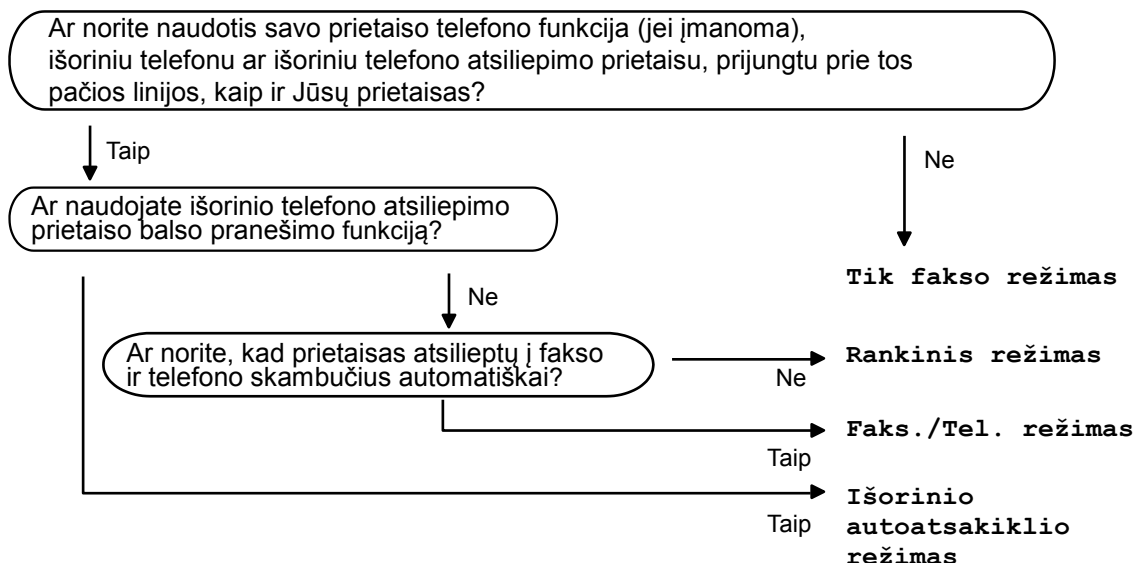 Ar norite naudotis savo prietaiso telefono funkcija (jei įmanoma),
išoriniu telefonu ar išoriniu telefono atsiliepimo prietaisu, prijungtu prie tos
pačios linijos, kaip ir Jūsų prietaisas?
Taip
Ne
Ar naudojate išorinio telefono atsiliepimo
prietaiso balso pranešimo funkciją?
Tik fakso režimas
Ne
Ar norite, kad prietaisas atsilieptų į fakso
ir telefono skambučius automatiškai?
Ne
Rankinis režimas
Taip
Faks./Tel. režimas
Taip
Išorinio
autoatsakiklio
režimas